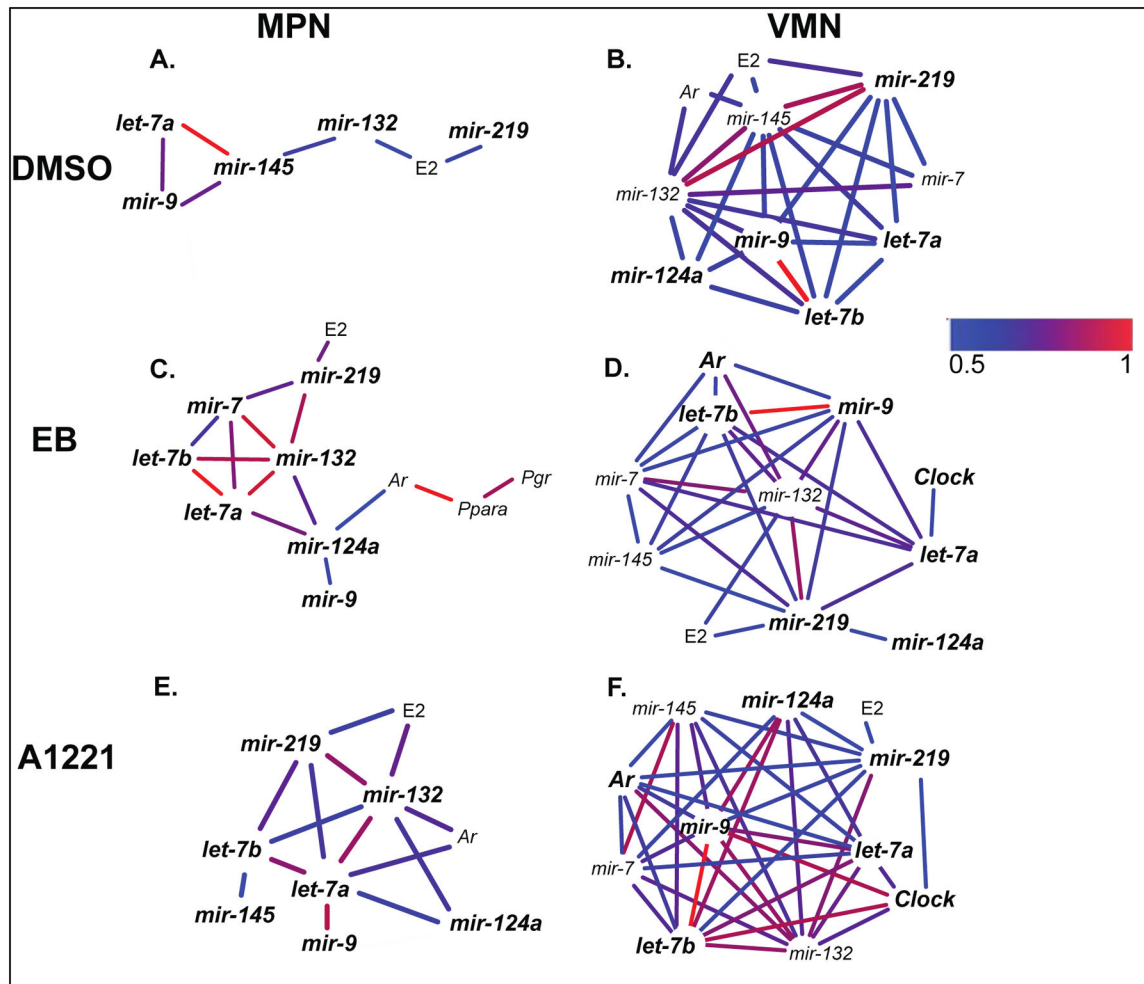 MPN
VMN
DMSO
A.
let-7a
mir-9
mir-145
mir-132
E2
mir-219
B.
E2
Ar
mir-145
mir-219
mir-132
mir-7
mir-9
let-7a
mir-124a
let-7b
0.5
1
EB
C.
E2
mir-219
mir-7
let-7b
mir-132
let-7a
Ar
Pgr
Ppara
mir-124a
mir-9
D.
Ar
let-7b
mir-9
mir-7
mir-132
Clock
mir-145
let-7a
mir-219
E2
mir-124a
A1221
E.
E2
mir-219
mir-132
let-7b
Ar
let-7a
mir-145
mir-124a
mir-9
F.
mir-145
mir-124a
E2
mir-219
Ar
mir-9
mir-7
let-7a
Clock
let-7b
mir-132